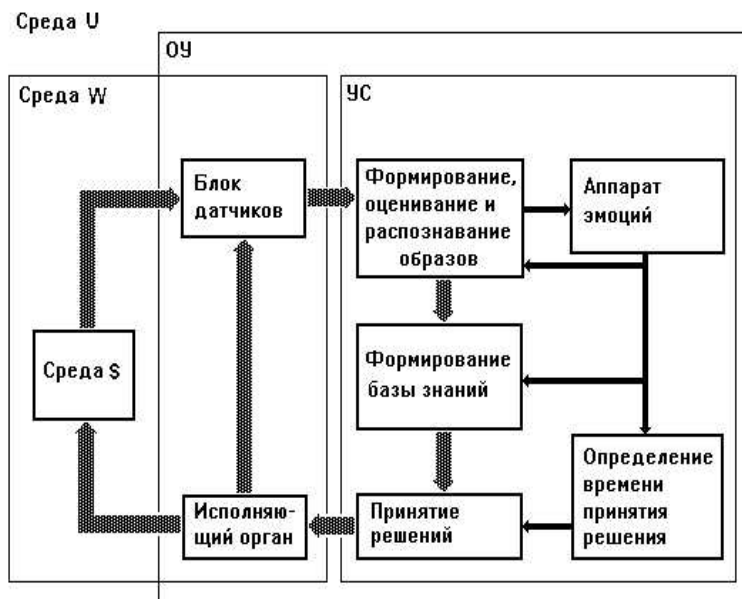 Среда U
ОУ
Среда W
УС
Блок
датчиков
Формирование,
оценивание и
распознавание
образов
Аппарат
эмоций
Среда $
Формирование
базы знаний
Определение
времени
принятия
решения
Исполняю-
щий орган
Принятие
решений